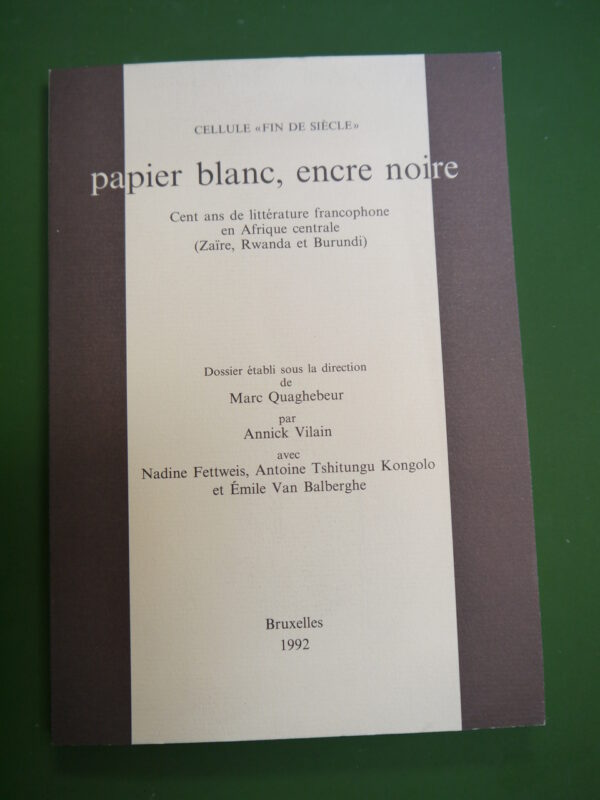 CELLULE «FIN DE SIÈCLE»
papier blanc, encre noire
Cent ans de littérature francophone
en Afrique centrale
(Zaïre, Rwanda et Burundi)
Dossier établi sous la direction
de
Marc Quaghebeur
par
Annick Vilain
avec
Nadine Fettweis, Antoine Tshitungu Kongolo
et Émile Van Balberghe
Bruxelles
1992